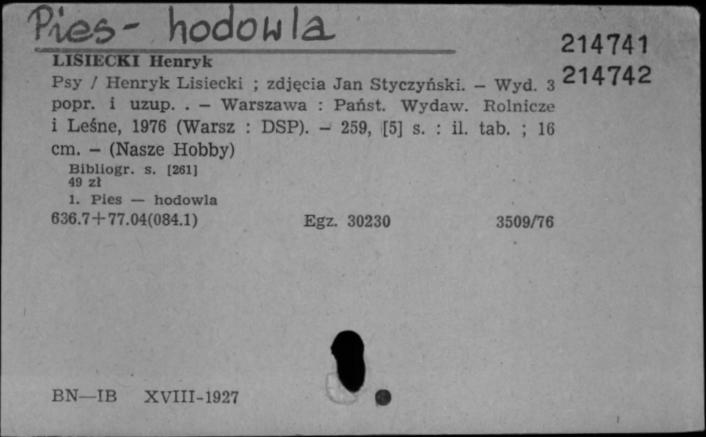 Pies - hodowla
214741
LISIECKI Henryk
214742
Psy / Henryk Lisiecki ; zdjęcia Jan Styczyński. — Wyd. 3
popr. i uzup. . — Warszawa : Państ. Wydaw. Rolnicze
i Leśne, 1976 (Warsz : DSP). — 259, [5] s. : il. tab. ; 16
cm. — (Nasze Hobby)
Bibliogr. s. [261]
49 zł
1. Pies — hodowla
636.7+77.04(084.1) Egz. 30230 3509/76
BN—IB XVIII-1927